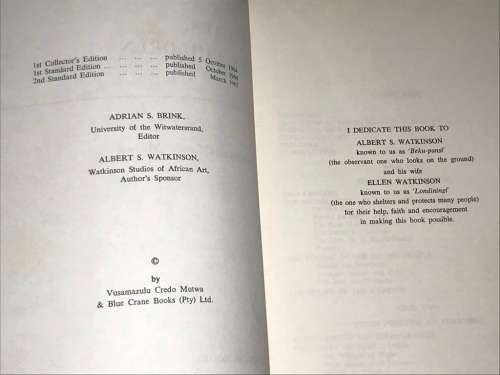 1st Collector's Edition ... ... ... published 5 October 1964
1st Standard Edition ... ... ... published October 1964
2nd Standard Edition ... ... ... published March 1965
ADRIAN S. BRINK,
University of the Witwatersrand,
Editor
ALBERT S. WATKINSON,
Watkinson Studios of African Art,
Author's Sponsor
©
by
Vusamazulu Credo Mutwa
& Blue Crane Books (Pty) Ltd.
I DEDICATE THIS BOOK TO
ALBERT S. WATKINSON
known to us as 'Beku-pansi'
(the obervant one who looks on the ground)
and his wife
ELLEN WATKINSON
known to us as 'Londiningi'
(the one who shelters and protects many people)
for their help, faith and encouragement
in making this book possible.